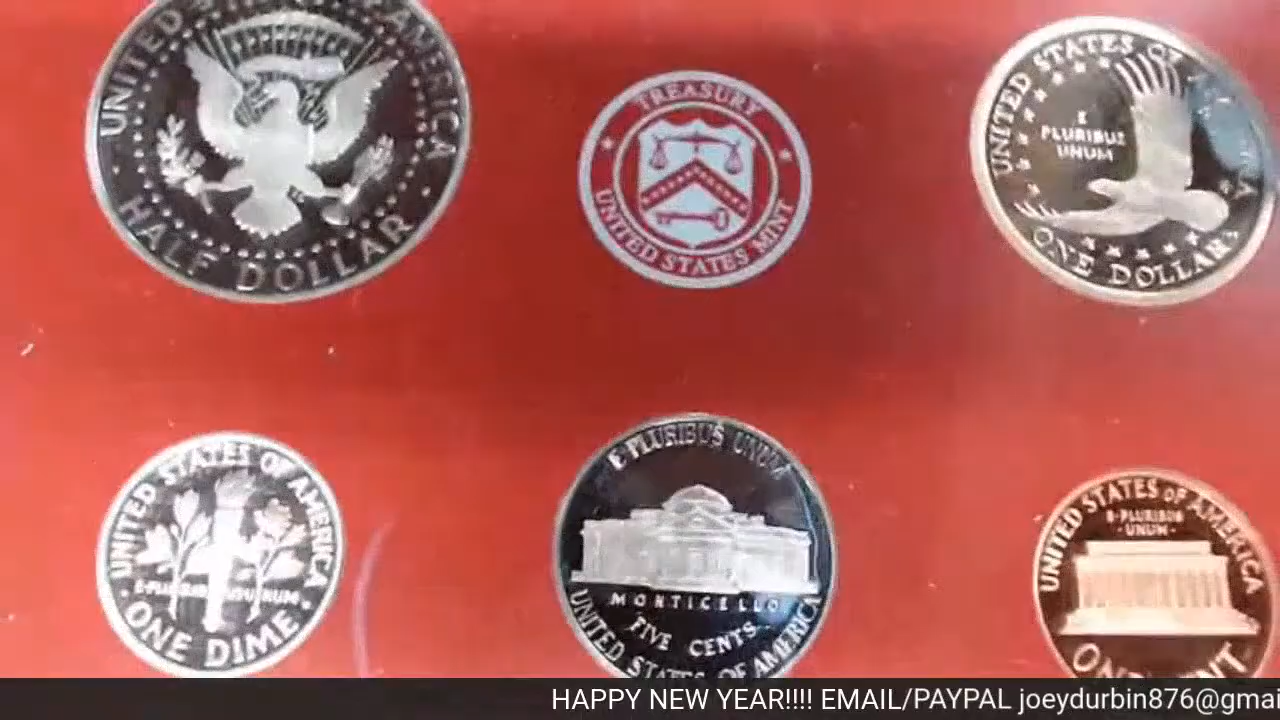 UNITED STATES OF AMERICA
HALF DOLLAR
TREASURY
UNITED STATES MINT
UNITED STATES OF
E
PLURIBUS
UNUM
ONE DOLLAR
UNITED STATES OF AMERICA
ONE DIME
E PLURIBUS UNUM
MONTICELLO
FIVE CENTS
UNITED STATES OF AMERICA
UNITED STATES OF AMERICA
E·PLURIBUS
·UNUM·
HAPPY NEW YEAR!!!! EMAIL/PAYPAL joeydurbin876@gmai